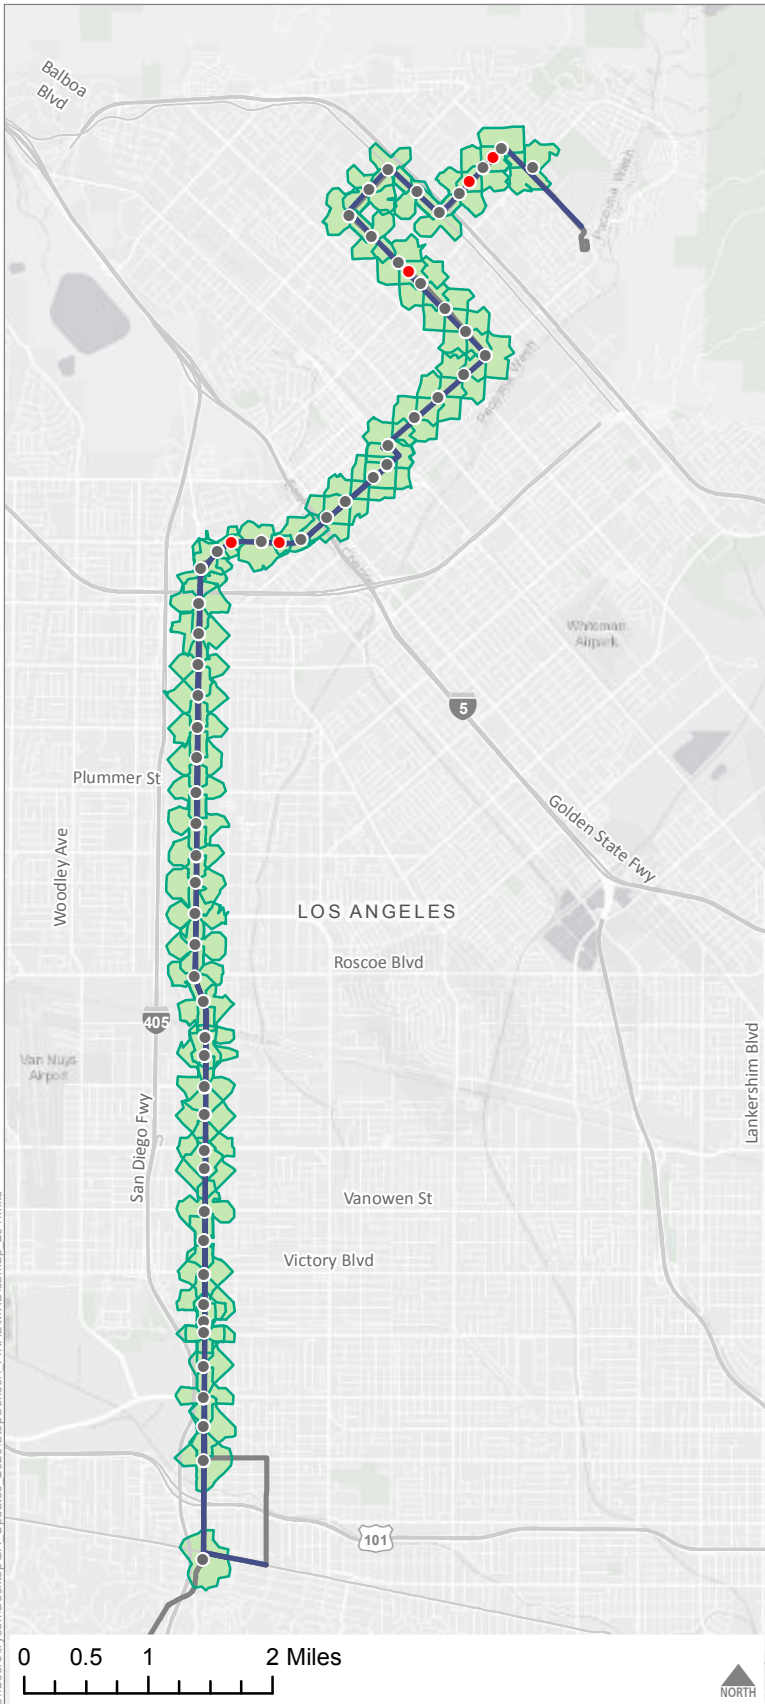 Balboa
Blvd
Pacoima Wash
Pacoima Wash
Whiteman
Airpark
5
Plummer St
Golden State Fwy
Woodley Ave
LOS ANGELES
Roscoe Blvd
405
Van Nuys
Airport
Lankershim Blvd
San Diego Fwy
Vanowen St
Victory Blvd
101
0 0.5 1 2 Miles
NORTH